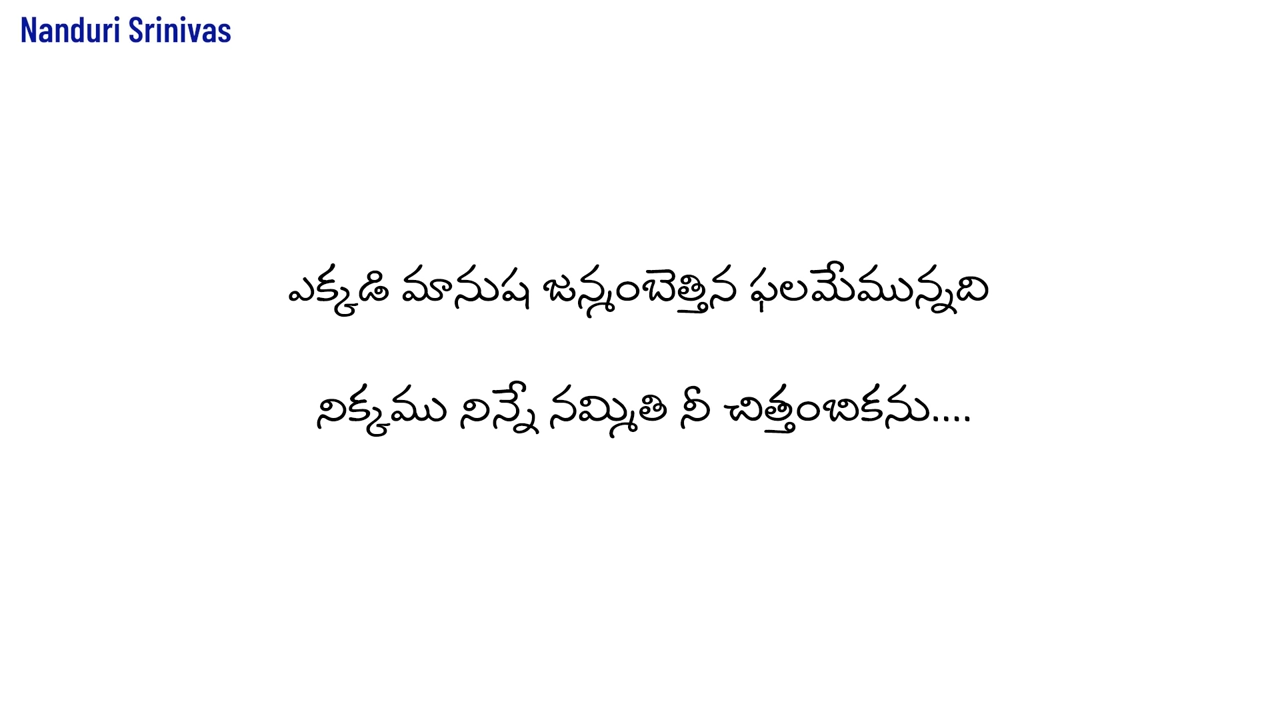 Nanduri Srinivas
ఎక్కడి మానుష జన్మంబెత్తిన ఫలమేమున్నది
నిక్కము నిన్నే నమ్మితి నీ చిత్తంబికను....